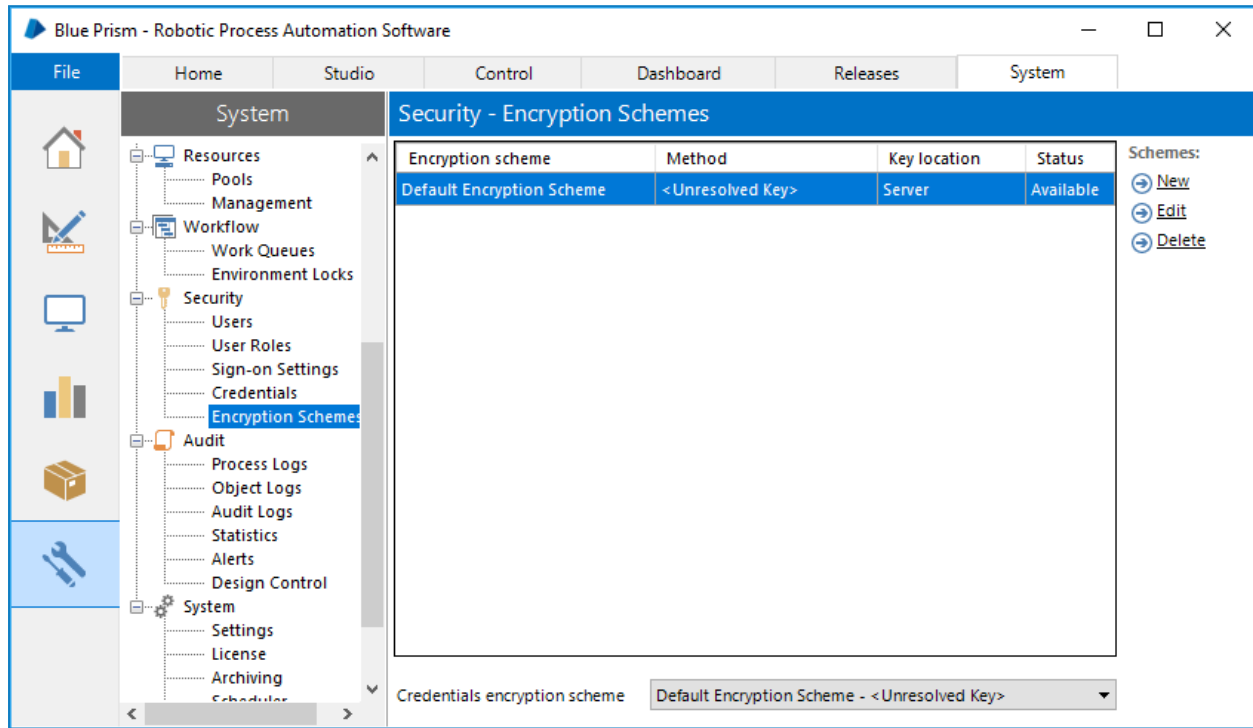 Blue Prism - Robotic Process Automation Software
File Home Studio Control Dashboard Releases System
System
Resources
Pools
Management
Workflow
Work Queues
Environment Locks
Security
Users
User Roles
Sign-on Settings
Credentials
Encryption Schemes
Audit
Process Logs
Object Logs
Audit Logs
Statistics
Alerts
Design Control
System
Settings
License
Archiving
Scheduler
Security - Encryption Schemes
Encryption scheme Method Key location Status
Default Encryption Scheme <Unresolved Key> Server Available
Credentials encryption scheme Default Encryption Scheme - <Unresolved Key>
Schemes:
New
Edit
Delete